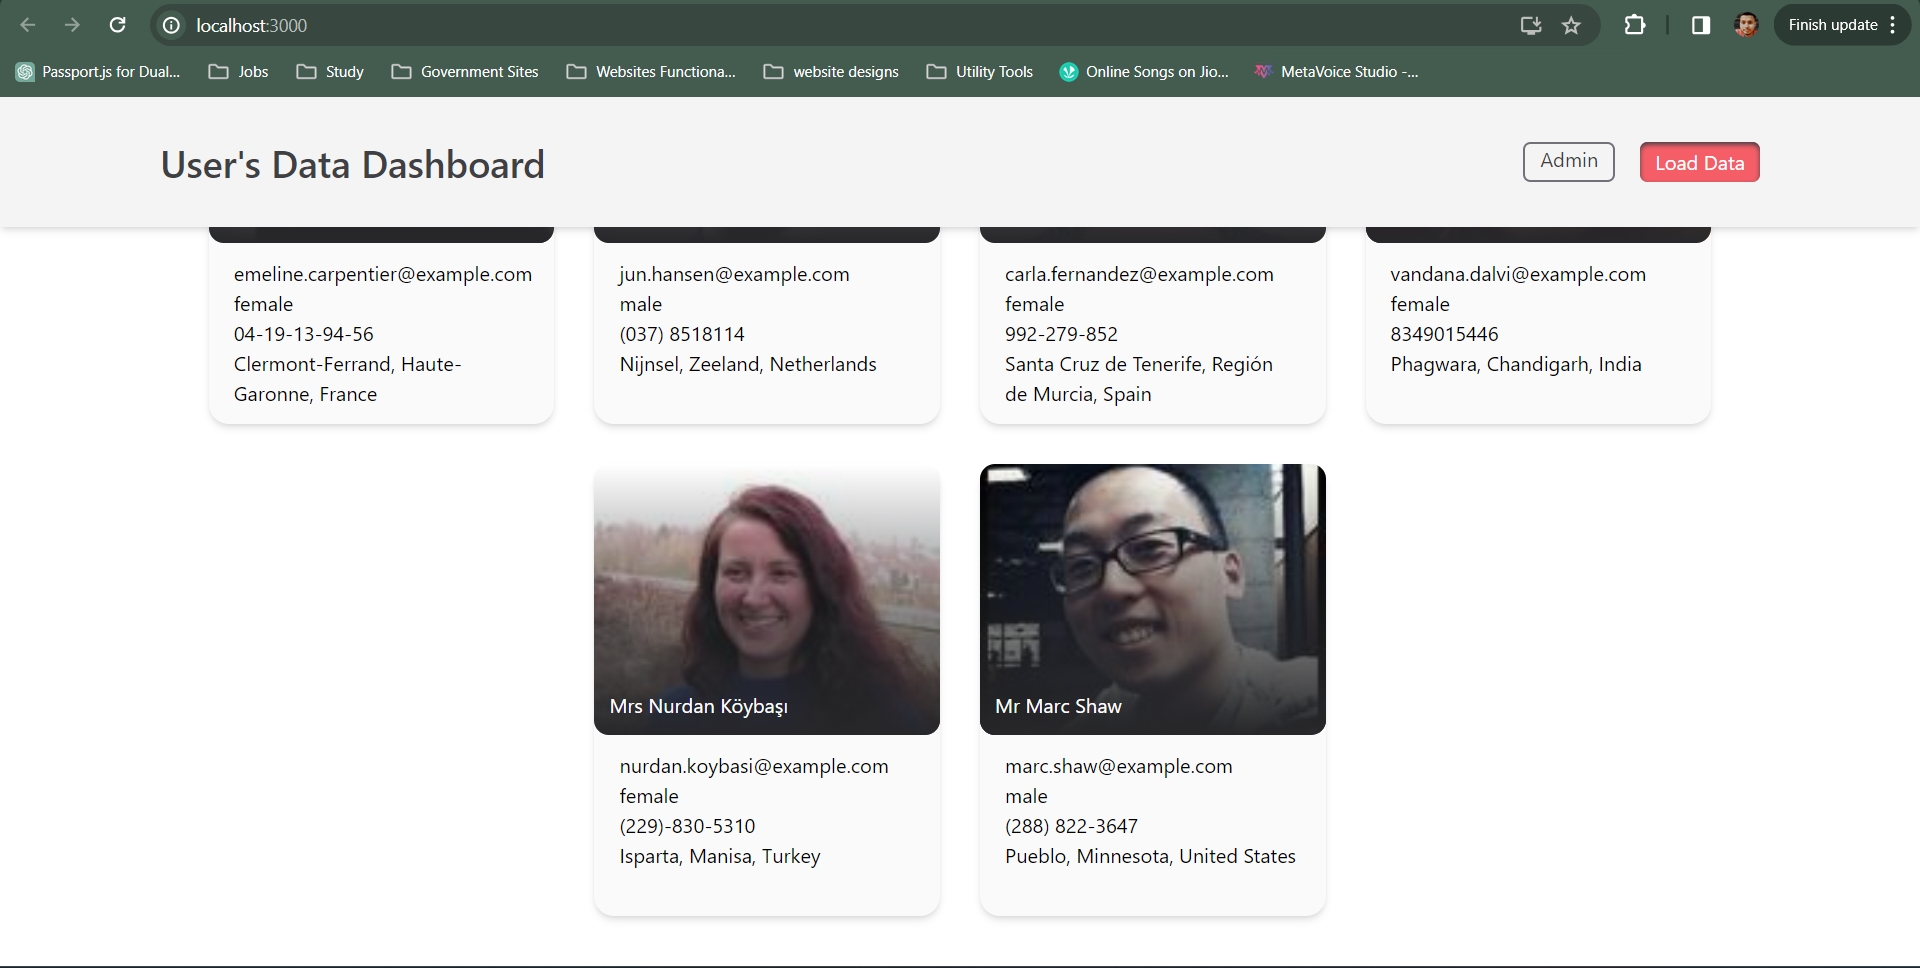 localhost:3000
Finish update
Passport.js for Dual...
Jobs
Study
Government Sites
Websites Functiona...
website designs
Utility Tools
Online Songs on Jio...
MetaVoice Studio -...
User's Data Dashboard
Admin
Load Data
emeline.carpentier@example.com
female
04-19-13-94-56
Clermont-Ferrand, Haute-
Garonne, France
jun.hansen@example.com
male
(037) 8518114
Nijnsel, Zeeland, Netherlands
carla.fernandez@example.com
female
992-279-852
Santa Cruz de Tenerife, Región
de Murcia, Spain
vandana.dalvi@example.com
female
8349015446
Phagwara, Chandigarh, India
Mrs Nurdan Köybaşı
nurdan.koybasi@example.com
female
(229)-830-5310
Isparta, Manisa, Turkey
Mr Marc Shaw
marc.shaw@example.com
male
(288) 822-3647
Pueblo, Minnesota, United States